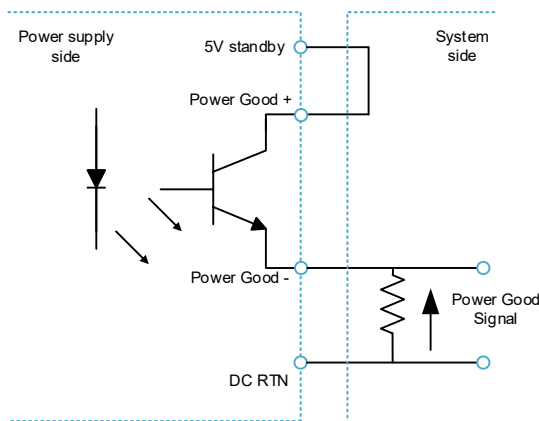 Power supply
side
5V standby
System
side
Power Good +
Power Good -
Power Good
Signal
DC RTN